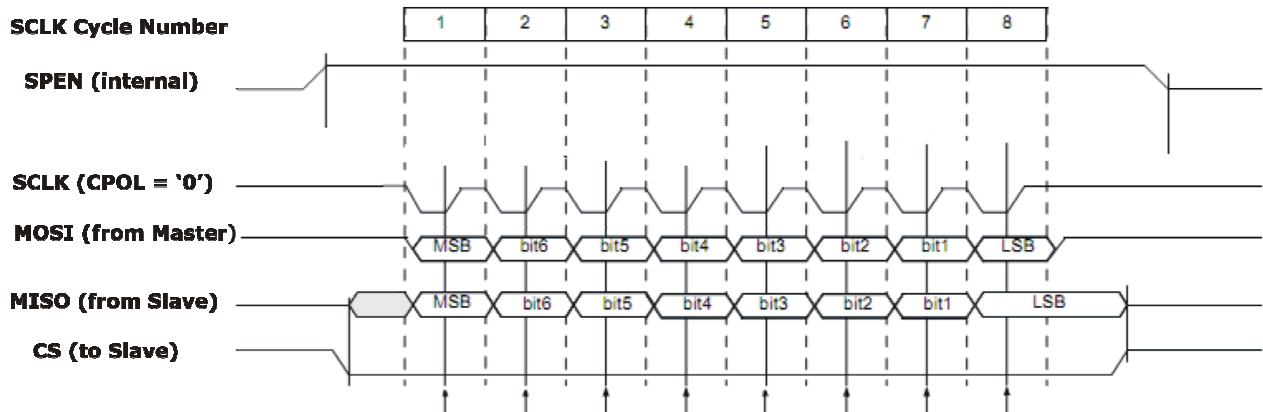 SCLK Cycle Number 1 2 3 4 5 6 7 8
SPEN (internal)
SCLK (CPOL = ‘0’)
MOSI (from Master) MSB bit6 bit5 bit4 bit3 bit2 bit1 LSB
MISO (from Slave) MSB bit6 bit5 bit4 bit3 bit2 bit1 LSB
CS (to Slave)